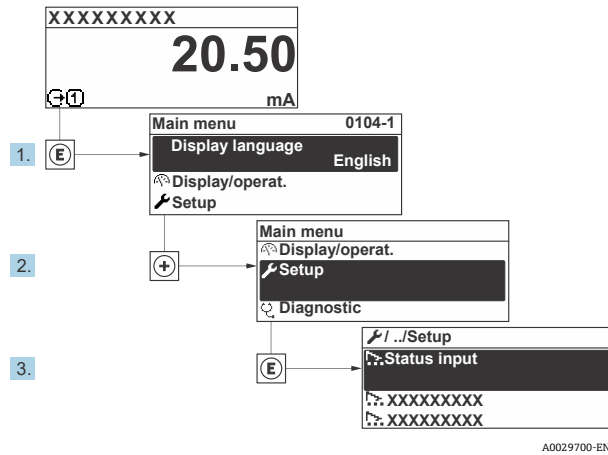 XXXXXXXXX
20.50
1 mA
Main menu 0104-1
1. E Display language
English
Display/operat.
Setup
Main menu
Display/operat.
2. + Setup
Diagnostic
/ ../Setup
3. E Status input
XXXXXXXXX
XXXXXXXXX
A0029700-EN